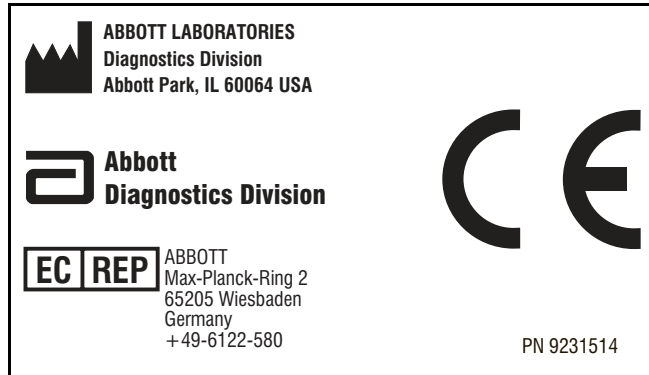 ABBOTT LABORATORIES
Diagnostics Division
Abbott Park, IL 60064 USA
Abbott
Diagnostics Division
CE
EC REP
ABBOTT
Max-Planck-Ring 2
65205 Wiesbaden
Germany
+49-6122-580
PN 9231514